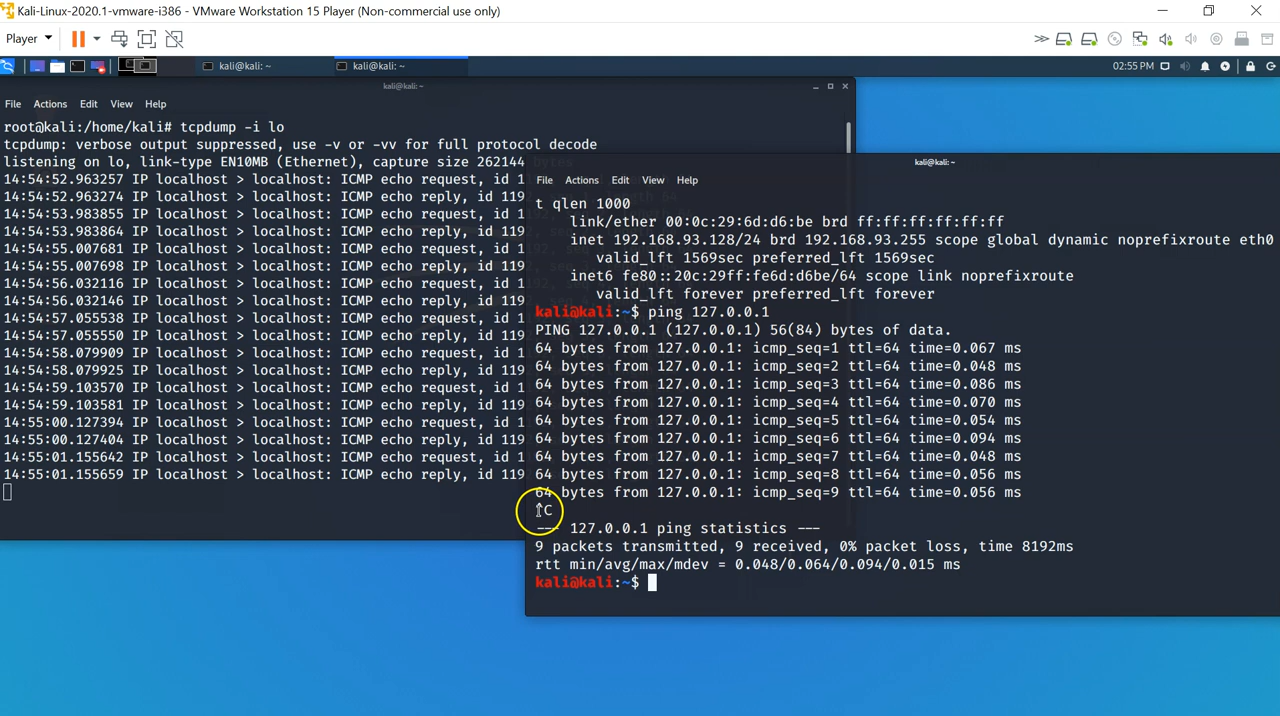 Kali-Linux-2020.1-vmware-i386 - VMware Workstation 15 Player (Non-commercial use only)
Player
kali@kali: ~
kali@kali: ~
02:55 PM
kali@kali: ~
File Actions Edit View Help
root@kali:/home/kali# tcpdump -i lo
tcpdump: verbose output suppressed, use -v or -vv for full protocol decode
listening on lo, link-type EN10MB (Ethernet), capture size 262144 bytes
14:54:52.963257 IP localhost > localhost: ICMP echo request, id 1
14:54:52.963274 IP localhost > localhost: ICMP echo reply, id 1192
14:54:53.983855 IP localhost > localhost: ICMP echo request, id 1
14:54:53.983864 IP localhost > localhost: ICMP echo reply, id 119
14:54:55.007681 IP localhost > localhost: ICMP echo request, id 1
14:54:55.007698 IP localhost > localhost: ICMP echo reply, id 119
14:54:56.032116 IP localhost > localhost: ICMP echo request, id 1
14:54:56.032146 IP localhost > localhost: ICMP echo reply, id 119
14:54:57.055538 IP localhost > localhost: ICMP echo request, id 1
14:54:57.055550 IP localhost > localhost: ICMP echo reply, id 119
14:54:58.079909 IP localhost > localhost: ICMP echo request, id 1
14:54:58.079925 IP localhost > localhost: ICMP echo reply, id 119
14:54:59.103570 IP localhost > localhost: ICMP echo request, id 1
14:54:59.103581 IP localhost > localhost: ICMP echo reply, id 119
14:55:00.127394 IP localhost > localhost: ICMP echo request, id 1
14:55:00.127404 IP localhost > localhost: ICMP echo reply, id 119
14:55:01.155642 IP localhost > localhost: ICMP echo request, id 1
14:55:01.155659 IP localhost > localhost: ICMP echo reply, id 119
kali@kali: ~
File Actions Edit View Help
t qlen 1000
link/ether 00:0c:29:6d:d6:be brd ff:ff:ff:ff:ff:ff
inet 192.168.93.128/24 brd 192.168.93.255 scope global dynamic noprefixroute eth0
valid_lft 1569sec preferred_lft 1569sec
inet6 fe80::20c:29ff:fe6d:d6be/64 scope link noprefixroute
valid_lft forever preferred_lft forever
kali@kali:~$ ping 127.0.0.1
PING 127.0.0.1 (127.0.0.1) 56(84) bytes of data.
64 bytes from 127.0.0.1: icmp_seq=1 ttl=64 time=0.067 ms
64 bytes from 127.0.0.1: icmp_seq=2 ttl=64 time=0.048 ms
64 bytes from 127.0.0.1: icmp_seq=3 ttl=64 time=0.086 ms
64 bytes from 127.0.0.1: icmp_seq=4 ttl=64 time=0.070 ms
64 bytes from 127.0.0.1: icmp_seq=5 ttl=64 time=0.054 ms
64 bytes from 127.0.0.1: icmp_seq=6 ttl=64 time=0.094 ms
64 bytes from 127.0.0.1: icmp_seq=7 ttl=64 time=0.048 ms
64 bytes from 127.0.0.1: icmp_seq=8 ttl=64 time=0.056 ms
64 bytes from 127.0.0.1: icmp_seq=9 ttl=64 time=0.056 ms
^C
--- 127.0.0.1 ping statistics ---
9 packets transmitted, 9 received, 0% packet loss, time 8192ms
rtt min/avg/max/mdev = 0.048/0.064/0.094/0.015 ms
kali@kali:~$